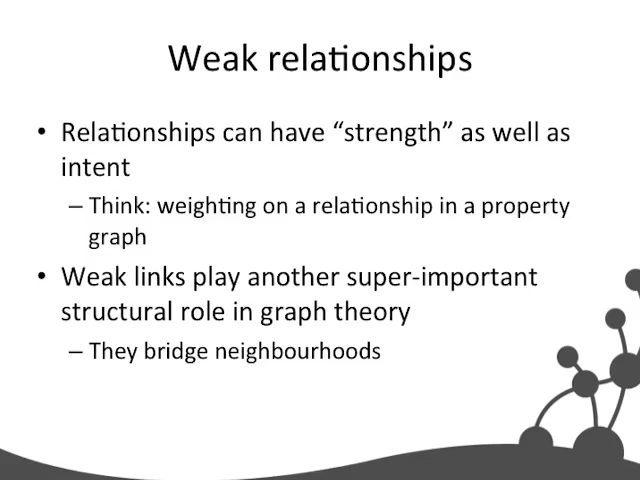 Weak relationships
• Relationships can have “strength” as well as
intent
– Think: weighting on a relationship in a property
graph
• Weak links play another super-important
structural role in graph theory
– They bridge neighbourhoods